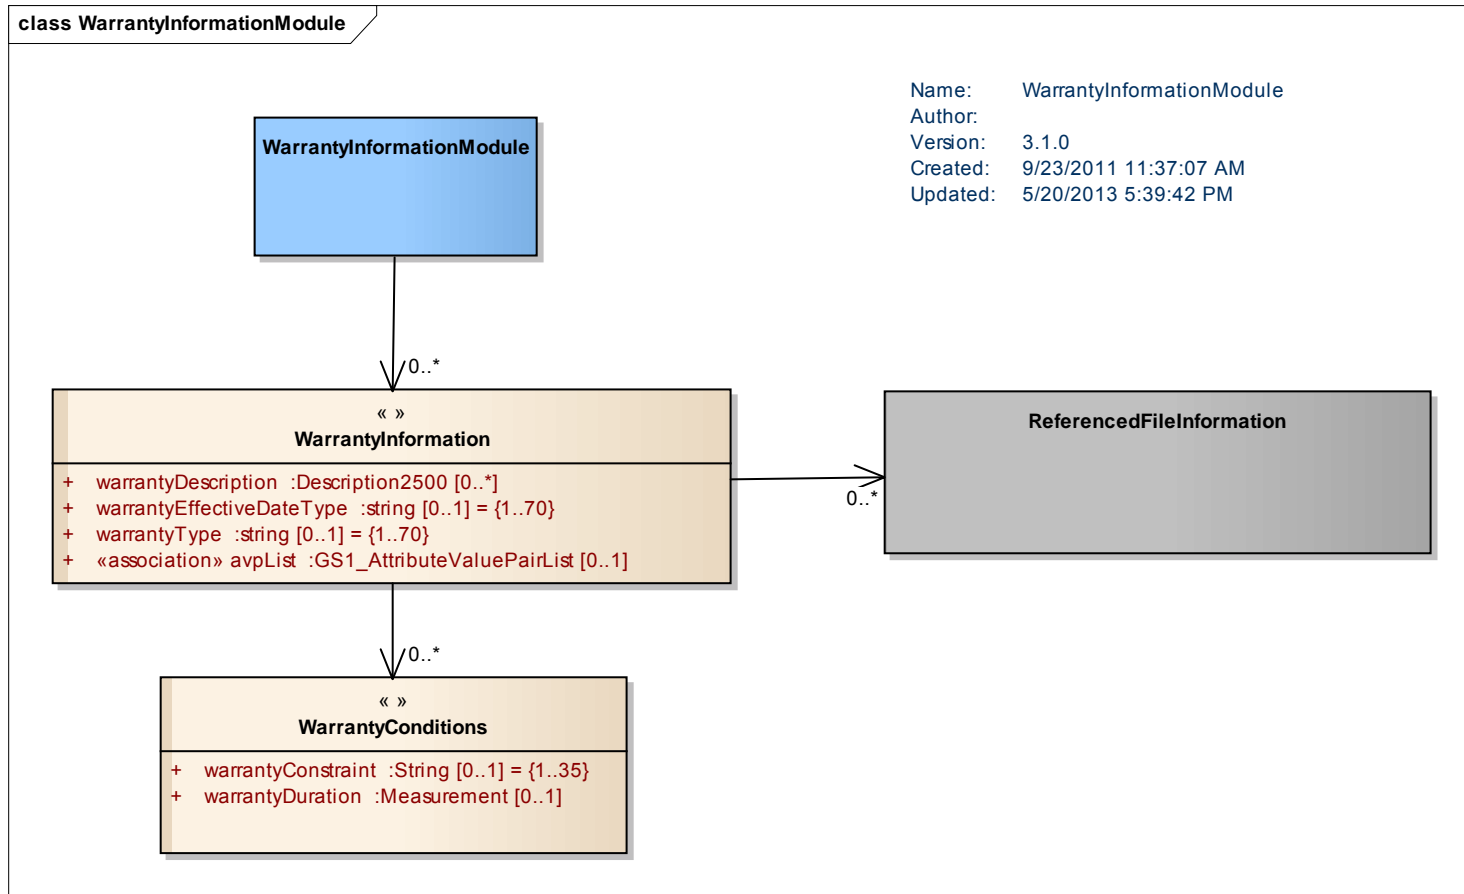 class WarrantyInformationModule
Name: WarrantyInformationModule
Author:
Version: 3.1.0
Created: 9/23/2011 11:37:07 AM
Updated: 5/20/2013 5:39:42 PM
WarrantyInformationModule
0..*
« »
WarrantyInformation
+ warrantyDescription :Description2500 [0..*]
+ warrantyEffectiveDateType :string [0..1] = {1..70}
+ warrantyType :string [0..1] = {1..70}
+ «association» avpList :GS1_AttributeValuePairList [0..1]
0..*
ReferencedFileInformation
0..*
« »
WarrantyConditions
+ warrantyConstraint :String [0..1] = {1..35}
+ warrantyDuration :Measurement [0..1]